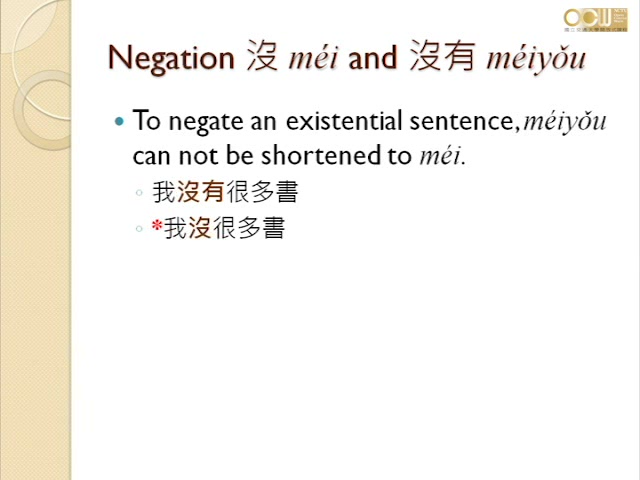 Negation 沒 méi and 沒有 méiyǒu
To negate an existential sentence, méiyǒu
can not be shortened to méi.
我沒有很多書
*我沒很多書